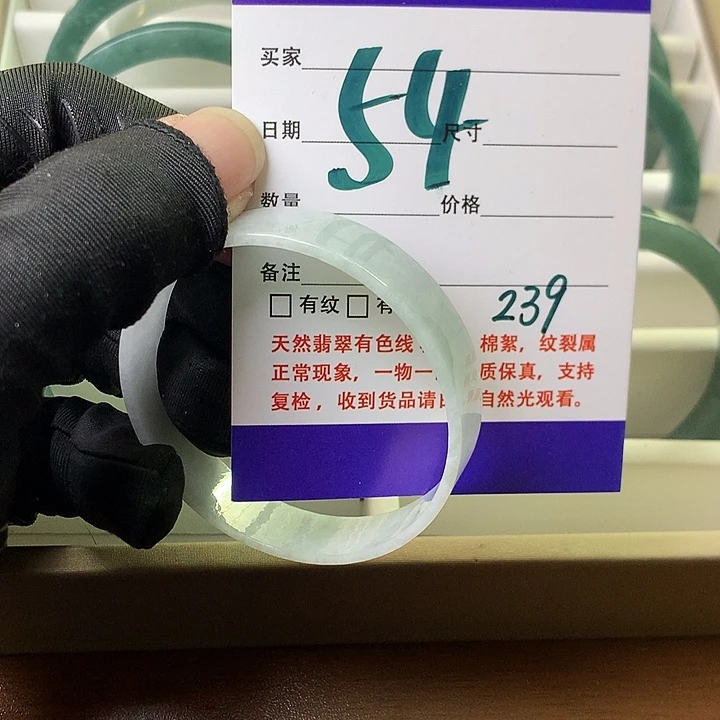 买家
54
日期 尺寸
数量 价格
备注
□有纹□有
239
天然翡翠有色线 棉絮，纹裂属
正常现象，一物一 质保真，支持
复检，收到货品请 自然光观看。